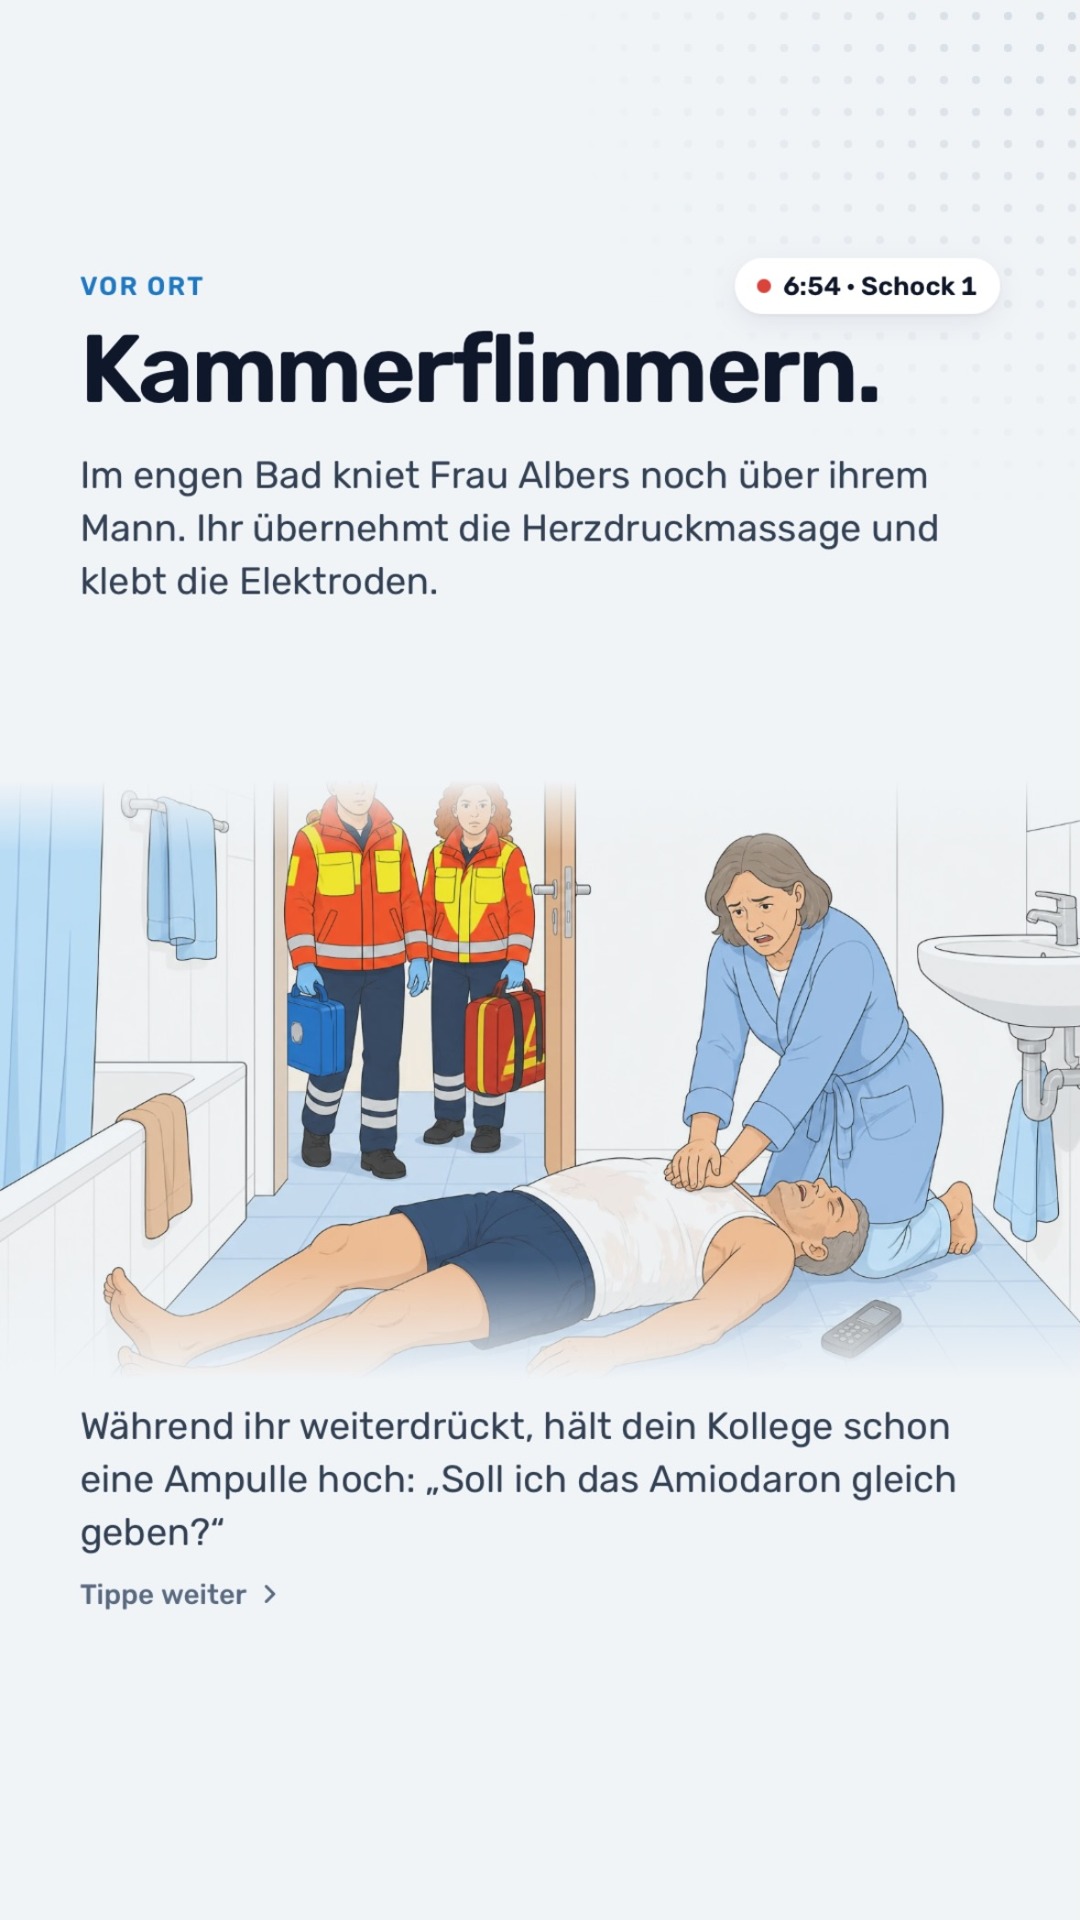 VOR ORT
6:54 • Schock 1
Kammerflimmern.
Im engen Bad kniet Frau Albers noch über ihrem
Mann. Ihr übernehmt die Herzdruckmassage und
klebt die Elektroden.
Während ihr weiterdrückt, hält dein Kollege schon
eine Ampulle hoch: „Soll ich das Amiodaron gleich
geben?“
Tippe weiter